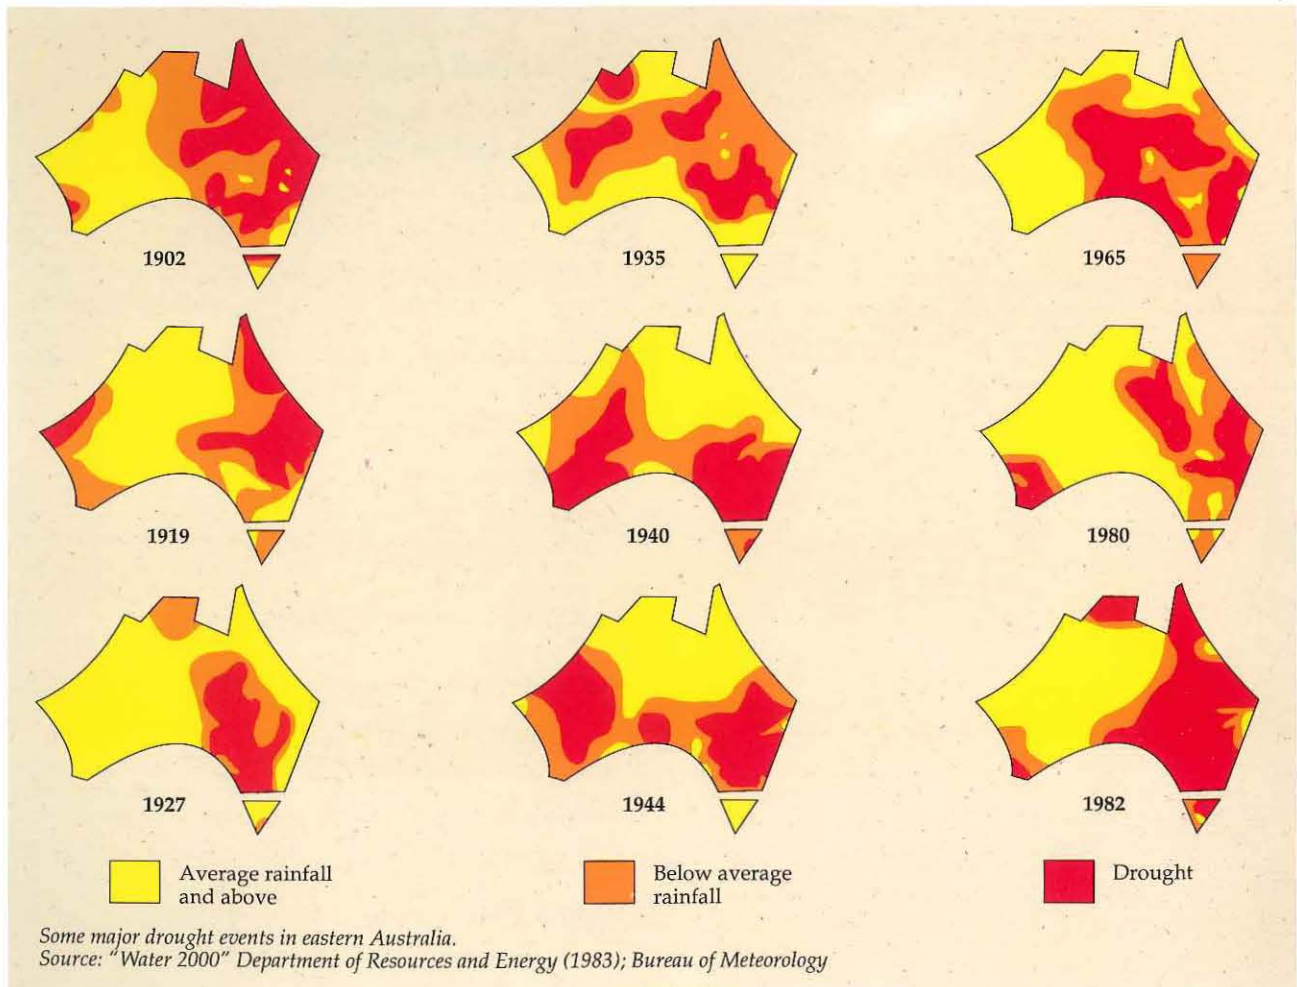 1902
1935
1965
1919
1940
1980
1927
1944
1982
Average rainfall
and above
Below average
rainfall
Drought
Some major drought events in eastern Australia.
Source: "Water 2000" Department of Resources and Energy (1983); Bureau of Meteorology